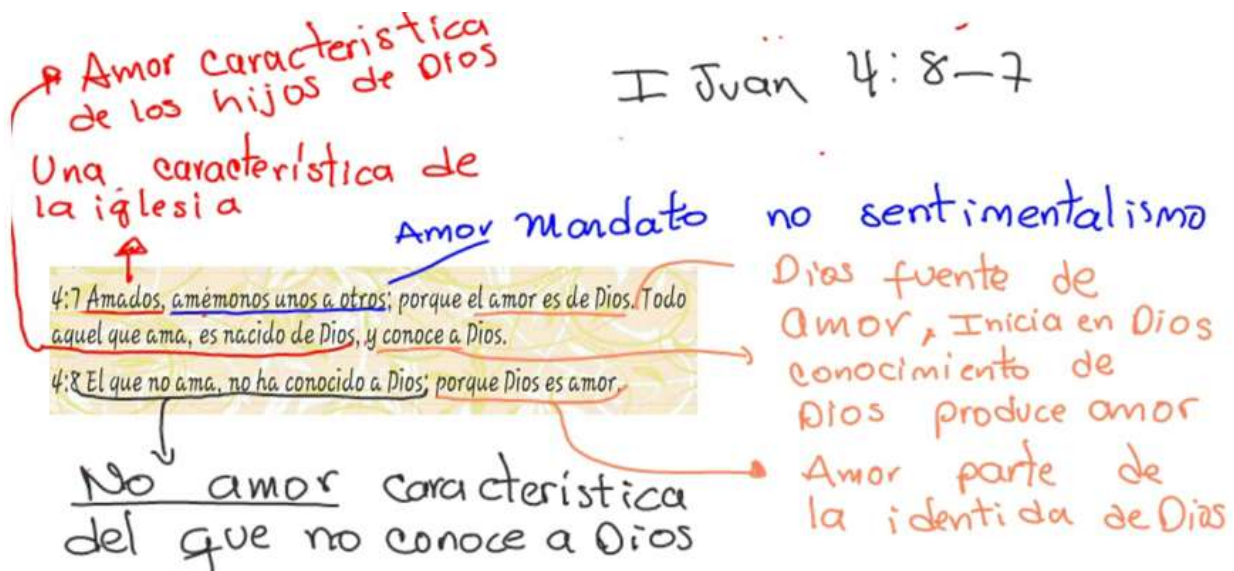 Amor caracteristica
de los hijos de Dios
I Juan 4:8-7
Una característica de
la iglesia
Amor mandato no sentimentalismo
4:7 Amados, amémonos unos a otros; porque el amor es de Dios. Todo
aquel que ama, es nacido de Dios, y conoce a Dios.
4:8 El que no ama, no ha conocido a Dios; porque Dios es amor.
Dios fuente de
amor, Inicia en Dios
conocimiento de
Dios produce amor
Amor parte de
la identida de Dios
No amor característica
del que no conoce a Dios